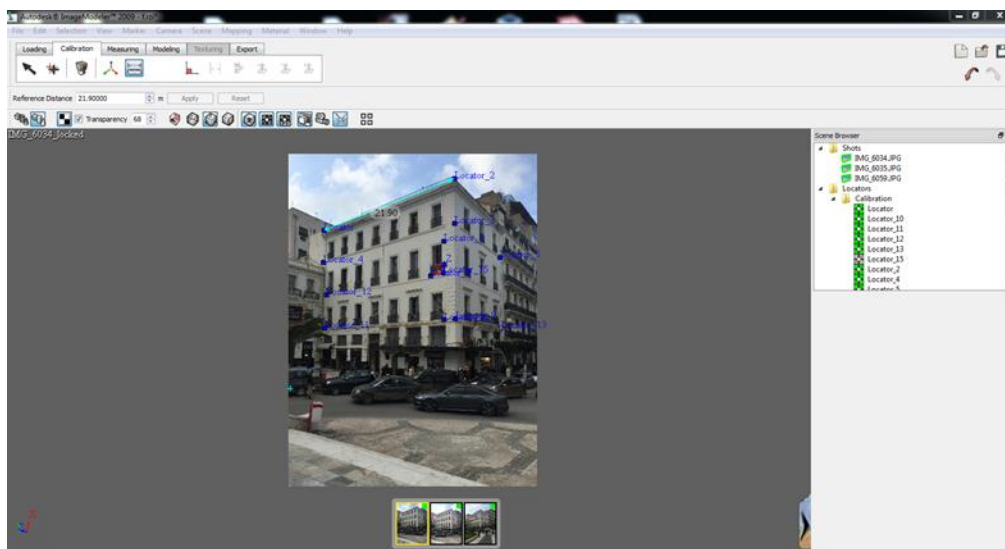 Autodesk® ImageModeler™ 2009
File Edit Selection View Marker Camera Scene Mapping Material Window Help
Loading Calibration Measuring Modeling Texturing Export
Reference Distance 21.90000 m Apply Reset
Transparency 68
IMG_6034_locked
Scene Browser
Shots
IMG_6034.JPG
IMG_6035.JPG
IMG_6059.JPG
Locators
Calibration
Locator
Locator_10
Locator_11
Locator_12
Locator_13
Locator_15
Locator_2
Locator_4
Locator_5
Locator_2
21.90
Locator_4
Z
Locator_12